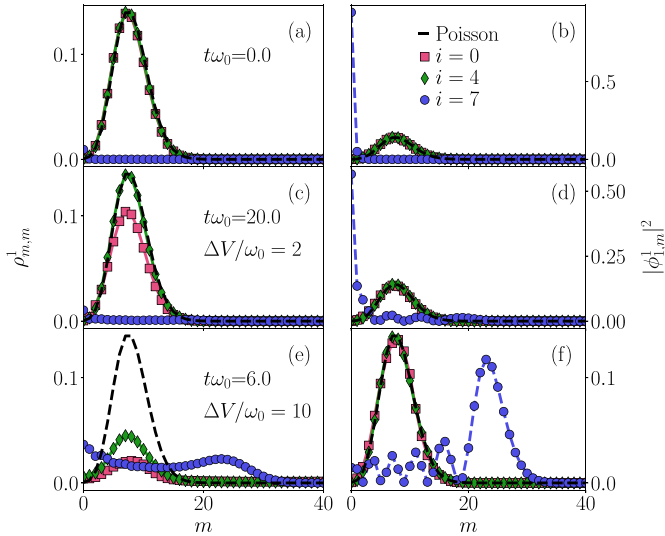 (a)
tω₀=0.0
0.1
0.0
(b)
Poisson
i = 0
i = 4
i = 7
0.5
0.0
(c)
tω₀=20.0
ΔV/ω₀ = 2
0.1
0.0
ρ¹ₘ,ₘ
(d)
0.50
0.25
0.00
|ϕ¹₁,ₘ|²
(e)
tω₀=6.0
ΔV/ω₀ = 10
0.1
0.0
0
20
40
m
(f)
0.1
0.0
0
20
40
m